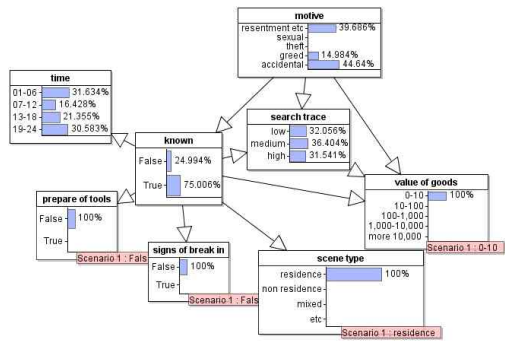 motive
resentment etc 39.686%
sexual
theft
greed 14.984%
accidental 44.64%
time
01-06 31.634%
07-12 16.428%
13-18 21.355%
19-24 30.583%
search trace
low 32.056%
medium 36.404%
high 31.541%
known
False 24.994%
True 75.006%
value of goods
0-10 100%
10-100
100-1,000
1,000-10,000
more 10,000
Scenario 1 : 0-10
prepare of tools
False 100%
True
Scenario 1 : Fals
signs of break in
False 100%
True
Scenario 1 : Fals
scene type
residence 100%
non residence
mixed
etc
Scenario 1 : residence